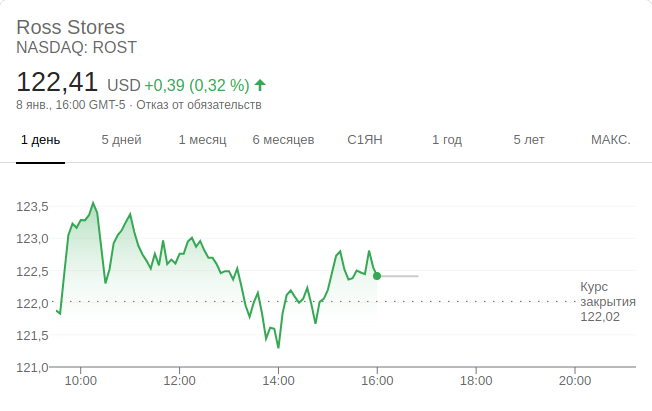 Ross Stores
NASDAQ: ROST
122,41 USD +0,39 (0,32 %)
8 янв., 16:00 GMT-5 · Отказ от обязательств
1 день 5 дней 1 месяц 6 месяцев С1ЯН 1 год 5 лет МАКС.
123,5
123,0
122,5
122,0
121,5
121,0
Курс
закрытия
122,02
10:00 12:00 14:00 16:00 18:00 20:00